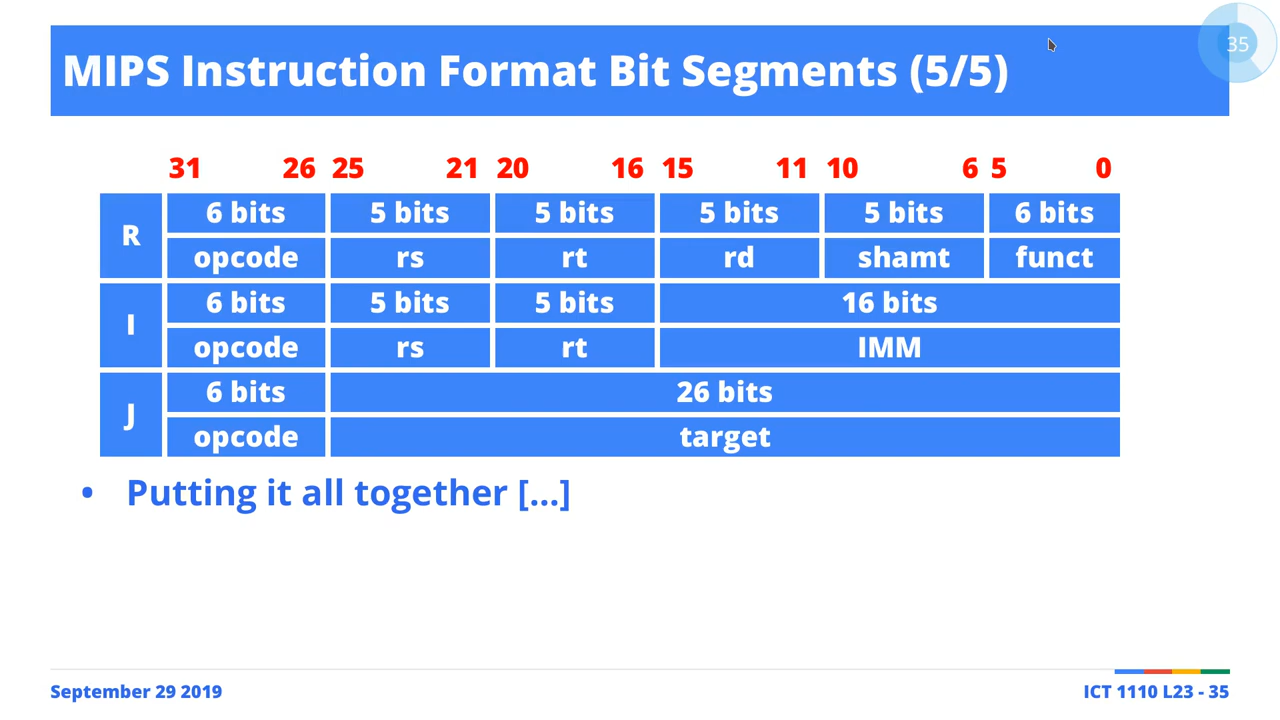 MIPS Instruction Format Bit Segments (5/5)
35
31 26 25 21 20 16 15 11 10 6 5 0
R
6 bits 5 bits 5 bits 5 bits 5 bits 6 bits
opcode rs rt rd shamt funct
I
6 bits 5 bits 5 bits 16 bits
opcode rs rt IMM
J
6 bits 26 bits
opcode target
• Putting it all together [...]
September 29 2019
ICT 1110 L23 - 35